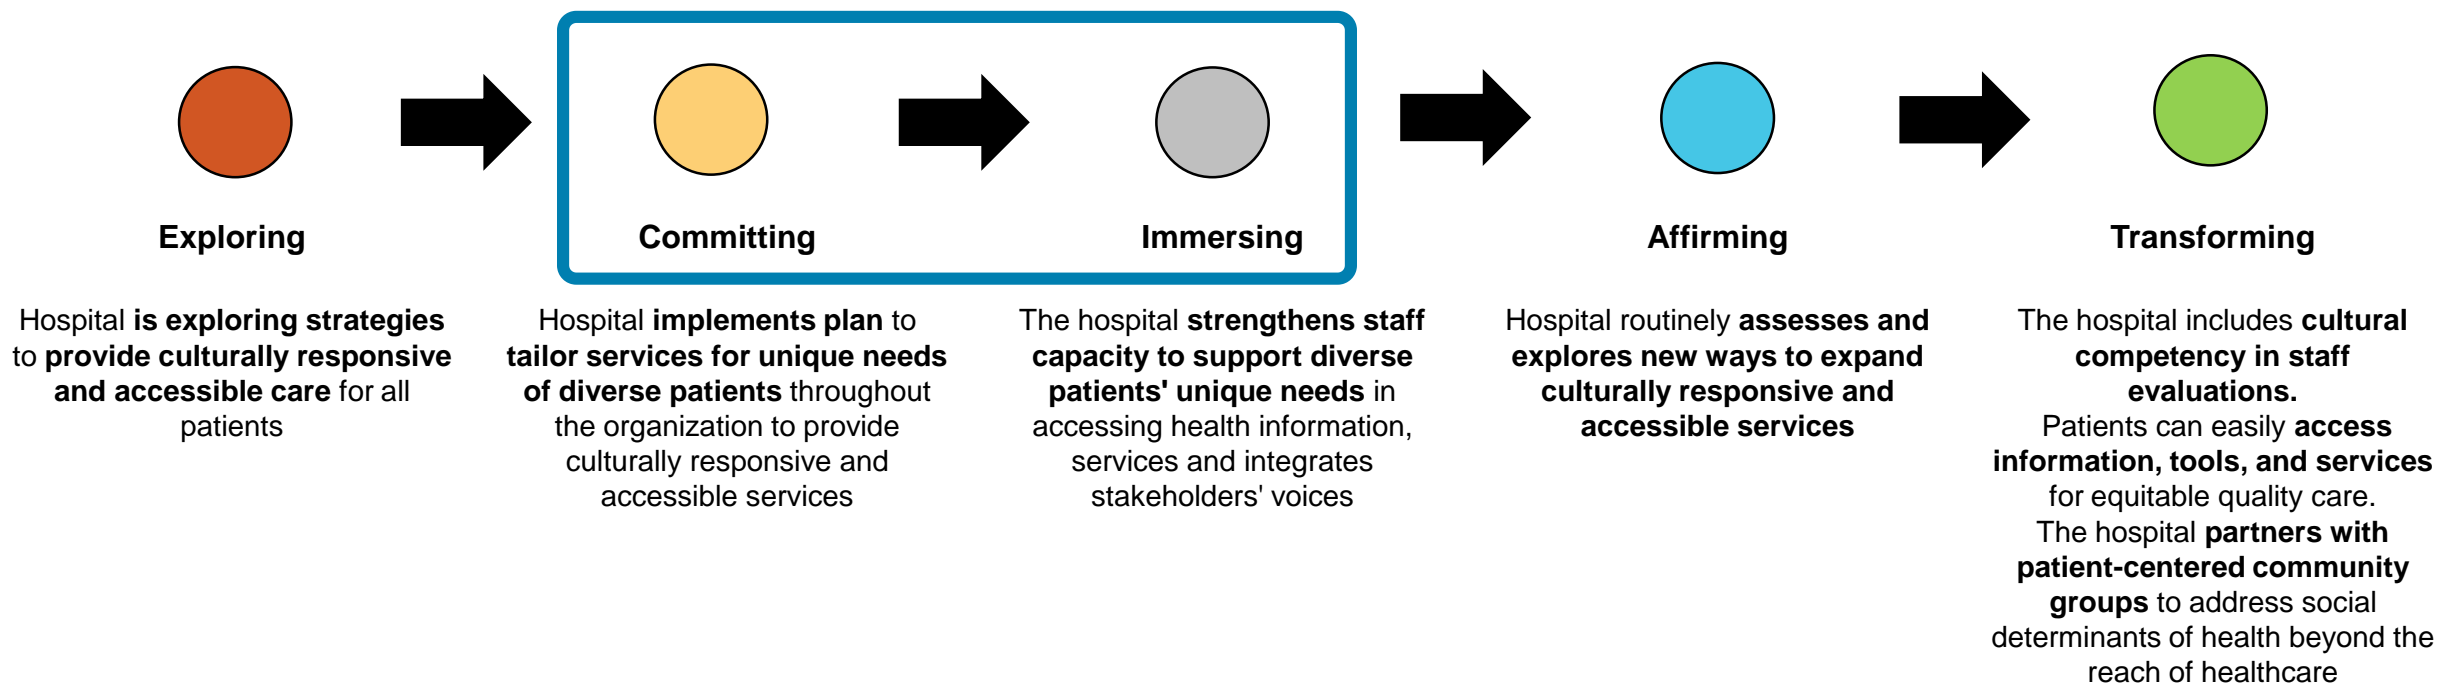 Exploring
Hospital is exploring strategies
to provide culturally responsive
and accessible care for all
patients
Committing
Hospital implements plan to
tailor services for unique needs
of diverse patients throughout
the organization to provide
culturally responsive and
accessible services
Immersing
The hospital strengthens staff
capacity to support diverse
patients' unique needs in
accessing health information,
services and integrates
stakeholders' voices
Affirming
Hospital routinely assesses and
explores new ways to expand
culturally responsive and
accessible services
Transforming
The hospital includes cultural
competency in staff
evaluations.
Patients can easily access
information, tools, and services
for equitable quality care.
The hospital partners with
patient-centered community
groups to address social
determinants of health beyond the
reach of healthcare